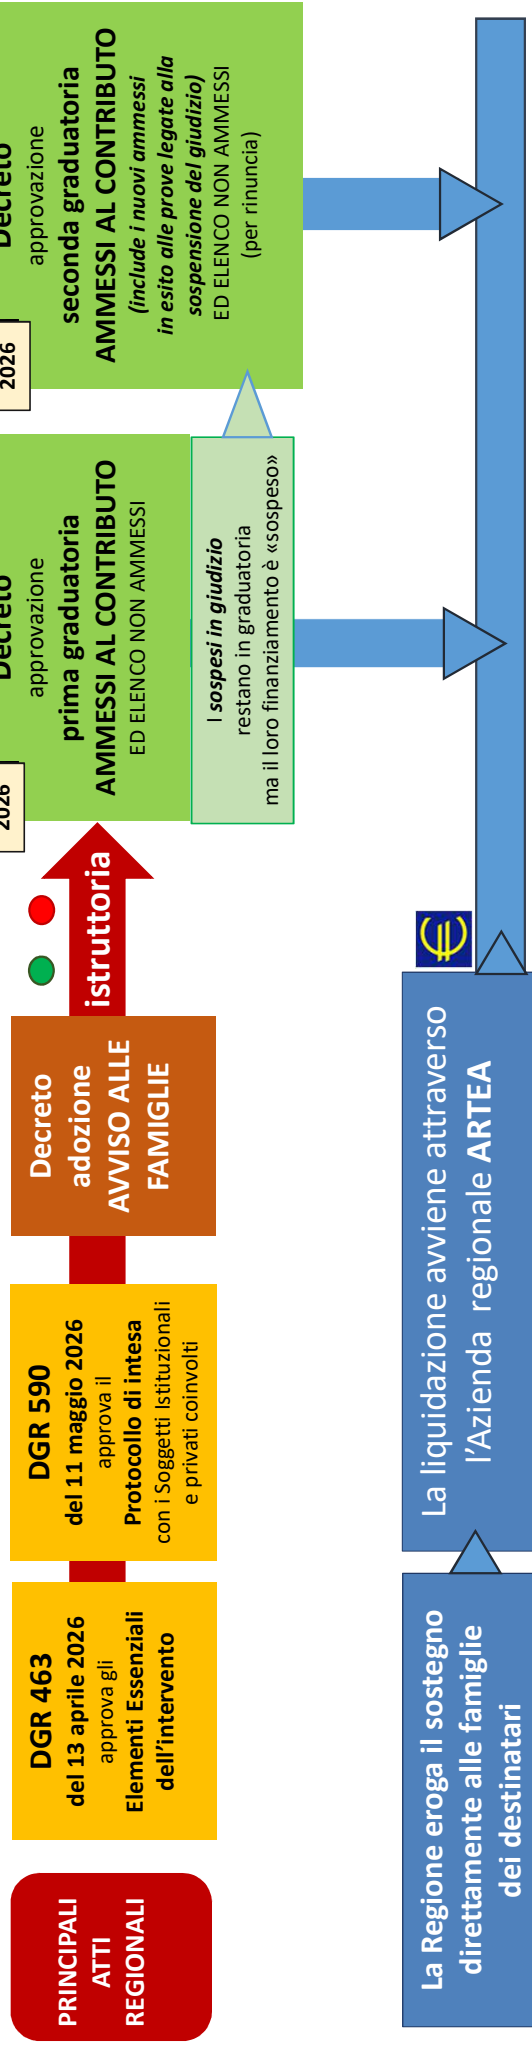 PRINCIPALI
ATTI
REGIONALI
DGR 463
del 13 aprile 2026
approva gli
Elementi Essenziali
dell’intervento
DGR 590
del 11 maggio 2026
approva il
Protocollo di intesa
con i Soggetti Istituzionali
e privati coinvolti
Decreto
adozione
AVVISO ALLE
FAMIGLIE
istruttoria
2026
Decreto
approvazione
prima graduatoria
AMMESSI AL CONTRIBUTO
ED ELENCO NON AMMESSI
I sospesi in giudizio
restano in graduatoria
ma il loro finanziamento è «sospeso»
2026
Decreto
approvazione
seconda graduatoria
AMMESSI AL CONTRIBUTO
(include i nuovi ammessi
in esito alle prove legate alla
sospensione del giudizio)
ED ELENCO NON AMMESSI
(per rinuncia)
La Regione eroga il sostegno
direttamente alle famiglie
dei destinatari
La liquidazione avviene attraverso
l’Azienda regionale ARTEA
€